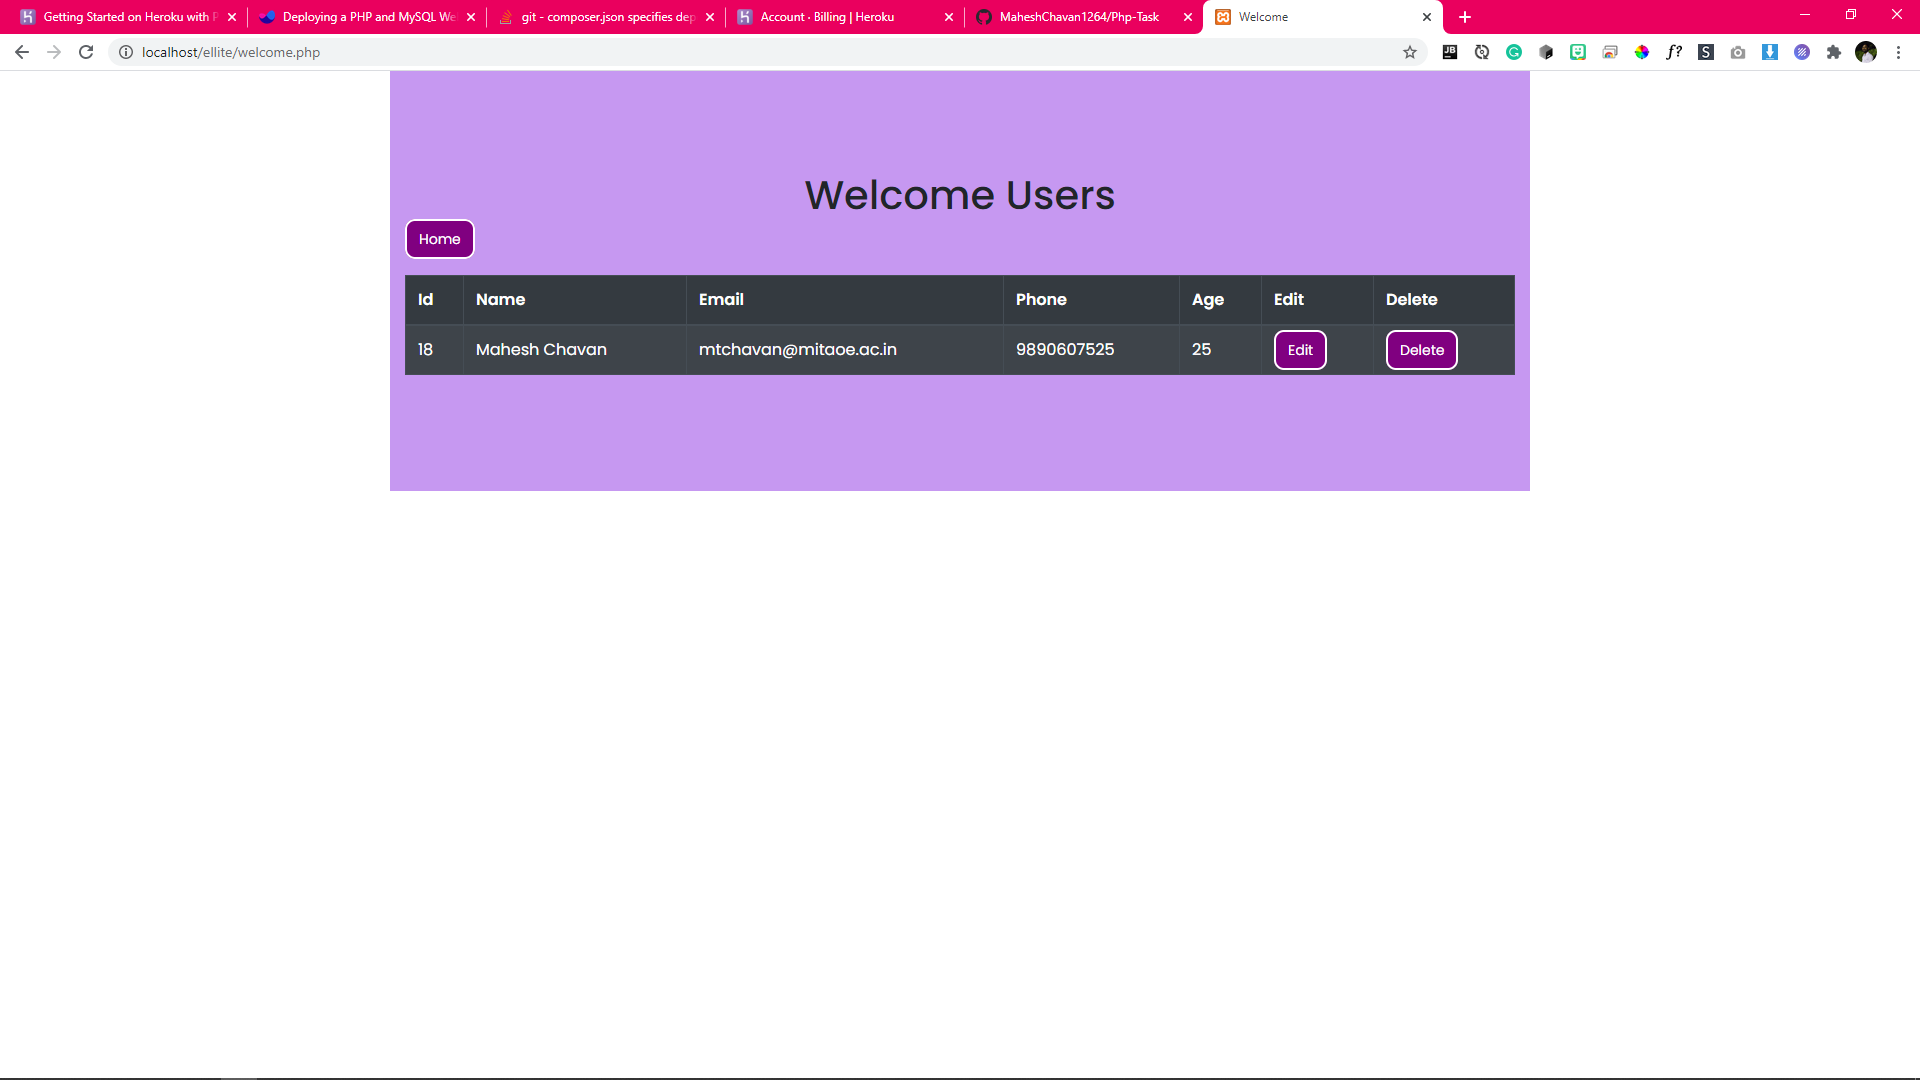 Getting Started on Heroku with
Deploying a PHP and MySQL We
git - composer.json specifies dep
Account · Billing | Heroku
MaheshChavan1264/Php-Task
Welcome
localhost/ellite/welcome.php
Welcome Users
Home
Id Name Email Phone Age Edit Delete
18 Mahesh Chavan mtchavan@mitaoe.ac.in 9890607525 25 Edit Delete